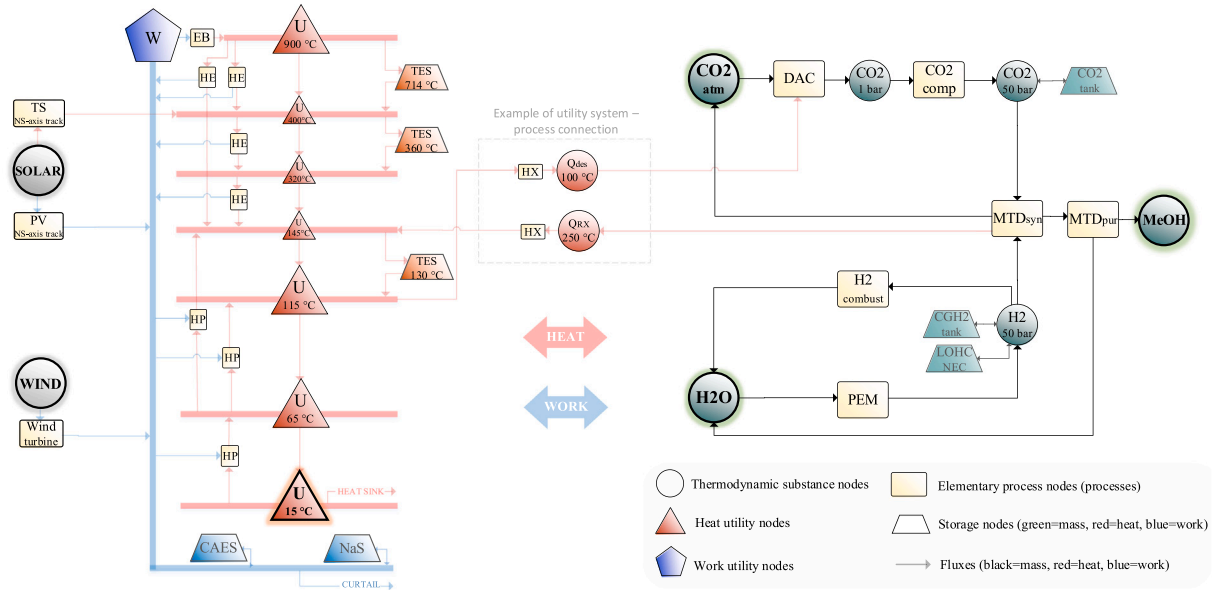 W
EB
U
900 °C
HE
HE
TES
714 °C
TS
NS-axis track
U
400°C
HE
TES
360 °C
SOLAR
U
320°C
HE
PV
NS-axis track
U
145°C
TES
130 °C
U
115 °C
HP
HP
WIND
Wind
turbine
U
65 °C
HP
U
15 °C
HEAT SINK
CAES
NaS
CURTAIL
Example of utility system –
process connection
HX
Qdes
100 °C
HX
QRX
250 °C
HEAT
WORK
CO2
atm
DAC
CO2
1 bar
CO2
comp
CO2
50 bar
CO2
tank
MTDsyn
MTDpur
MeOH
H2
combust
CGH2
tank
H2
50 bar
LOHC
NEC
H2O
PEM
Thermodynamic substance nodes
Elementary process nodes (processes)
Heat utility nodes
Storage nodes (green=mass, red=heat, blue=work)
Work utility nodes
Fluxes (black=mass, red=heat, blue=work)